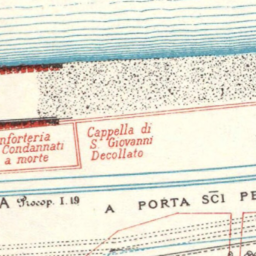 nforteria
Condannati
a morte
Cappella di
S. Giovanni
Decollato
A Procop. I. 19
A PORTA SCI PE